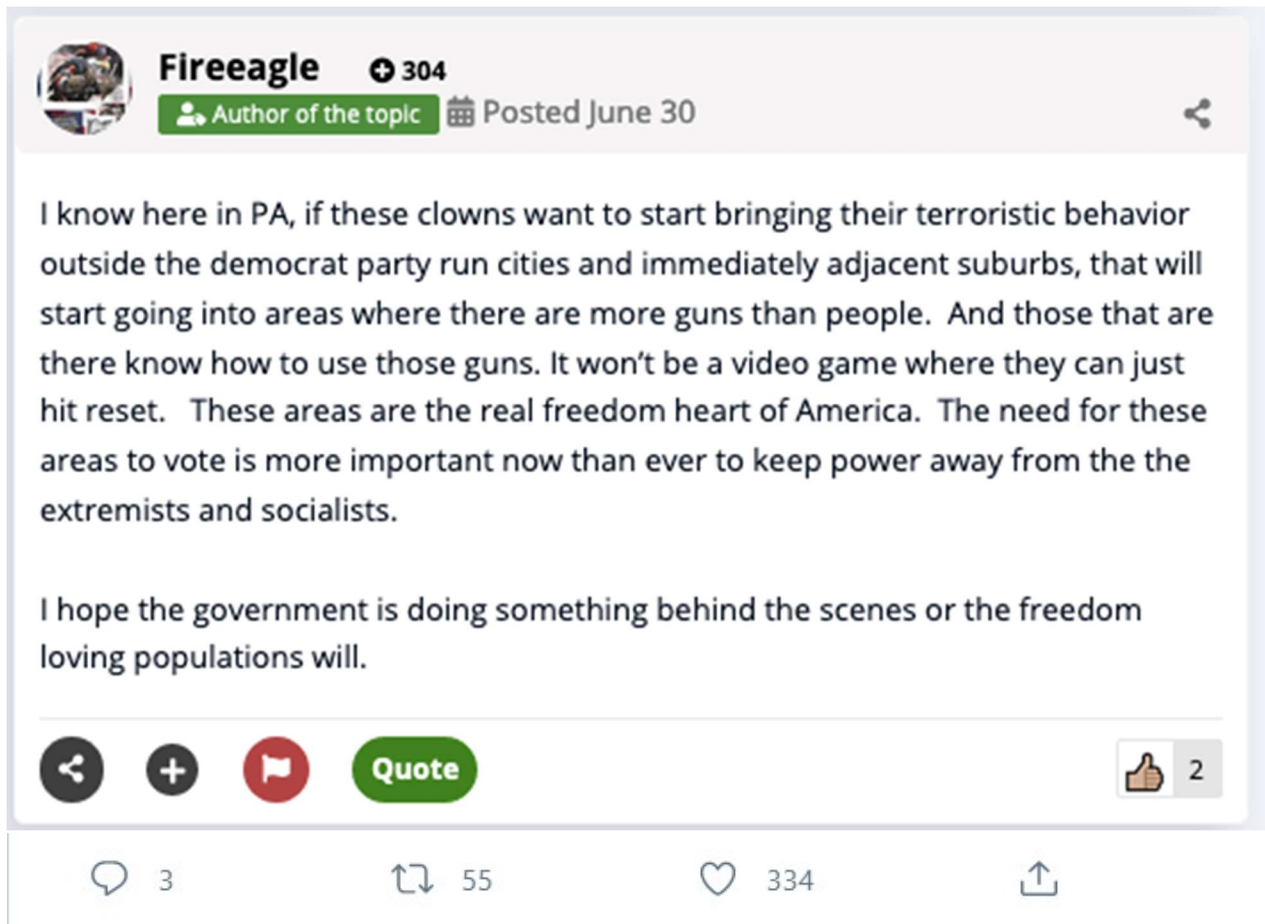 Fireeagle 304
Author of the topic Posted June 30
I know here in PA, if these clowns want to start bringing their terroristic behavior
outside the democrat party run cities and immediately adjacent suburbs, that will
start going into areas where there are more guns than people.  And those that are
there know how to use those guns. It won't be a video game where they can just
hit reset.   These areas are the real freedom heart of America.  The need for these
areas to vote is more important now than ever to keep power away from the the
extremists and socialists.
I hope the government is doing something behind the scenes or the freedom
loving populations will.
Quote 2
3 55 334